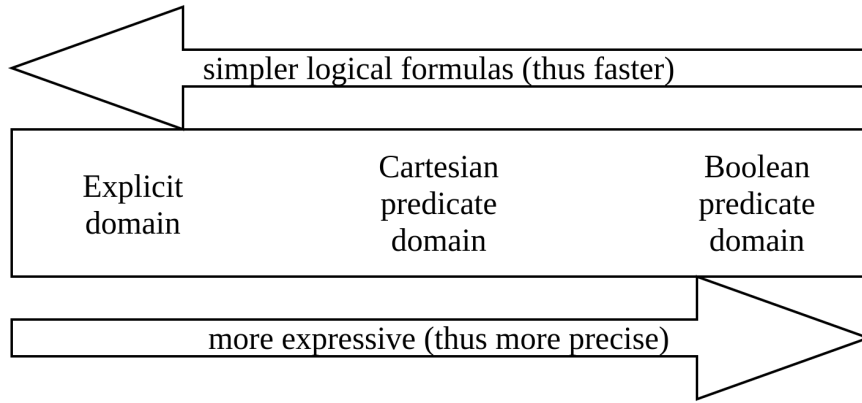 simpler logical formulas (thus faster)
Explicit
domain
Cartesian
predicate
domain
Boolean
predicate
domain
more expressive (thus more precise)